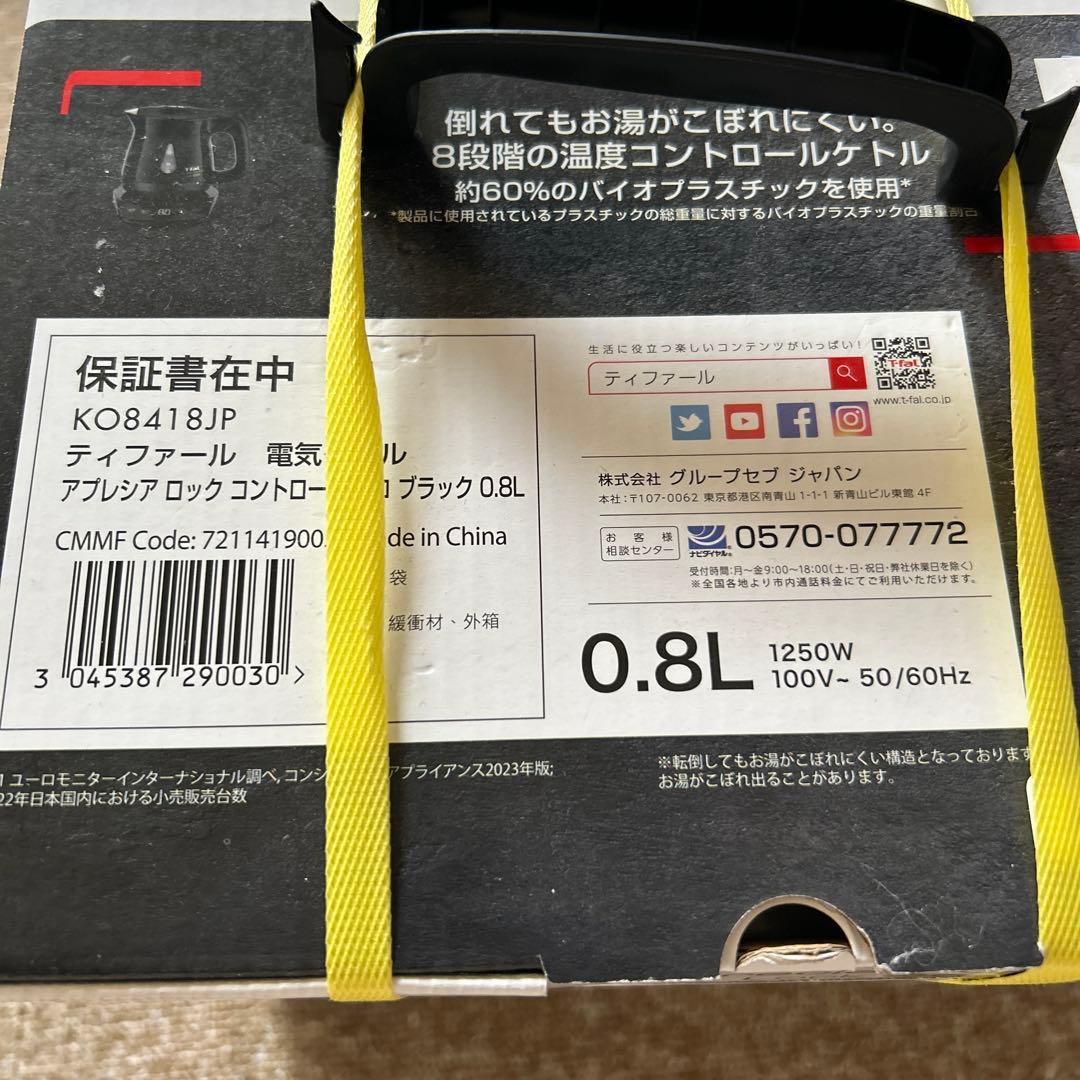 倒れてもお湯がこぼれにくい。
8段階の温度コントロールケトル
約60%のバイオプラスチックを使用*
*製品に使用されているプラスチックの総重量に対するバイオプラスチックの重量割合
T-fal
80
保証書在中
KO8418JP
ティファール 電気 ル
アプレシア ロック コントロー ロ ブラック 0.8L
CMMF Code: 721141900 de in China
袋
緩衝材、外箱
3 045387 290030 >
生活に役立つ楽しいコンテンツがいっぱい!
ティファール
T-fal
www.t-fal.co.jp
株式会社 グループセブ ジャパン
本社:〒107-0062 東京都港区南青山 1-1-1 新青山ビル東館 4F
お客様
相談センター
ナビダイヤル®
0570-077772
受付時間:月〜金9:00〜18:00(土・日・祝日・弊社休業日を除く)
※全国各地より市内通話料金にてご利用いただけます。
0.8L
1250W
100V~ 50/60Hz
1 ユーロモニターインターナショナル調べ, コンシ アプライアンス2023年版;
22年日本国内における小売販売台数
※転倒してもお湯がこぼれにくい構造となっております
お湯がこぼれ出ることがあります。